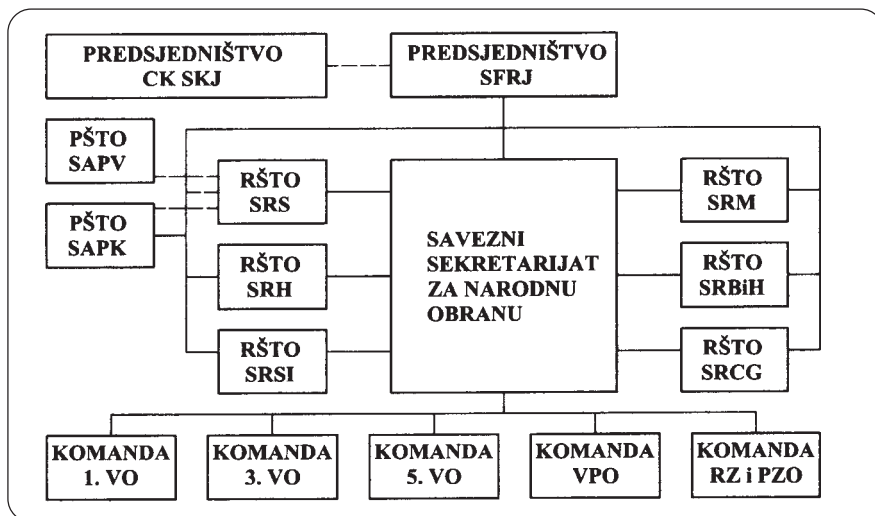 PREDSJEDNIŠTVO
CK SKJ
PREDSJEDNIŠTVO
SFRJ
PŠTO
SAPV
PŠTO
SAPK
RŠTO
SRS
RŠTO
SRH
RŠTO
SRSI
SAVEZNI
SEKRETARIJAT
ZA NARODNU
OBRANU
RŠTO
SRM
RŠTO
SRBiH
RŠTO
SRCG
KOMANDA
1. VO
KOMANDA
3. VO
KOMANDA
5. VO
KOMANDA
VPO
KOMANDA
RZ i PZO